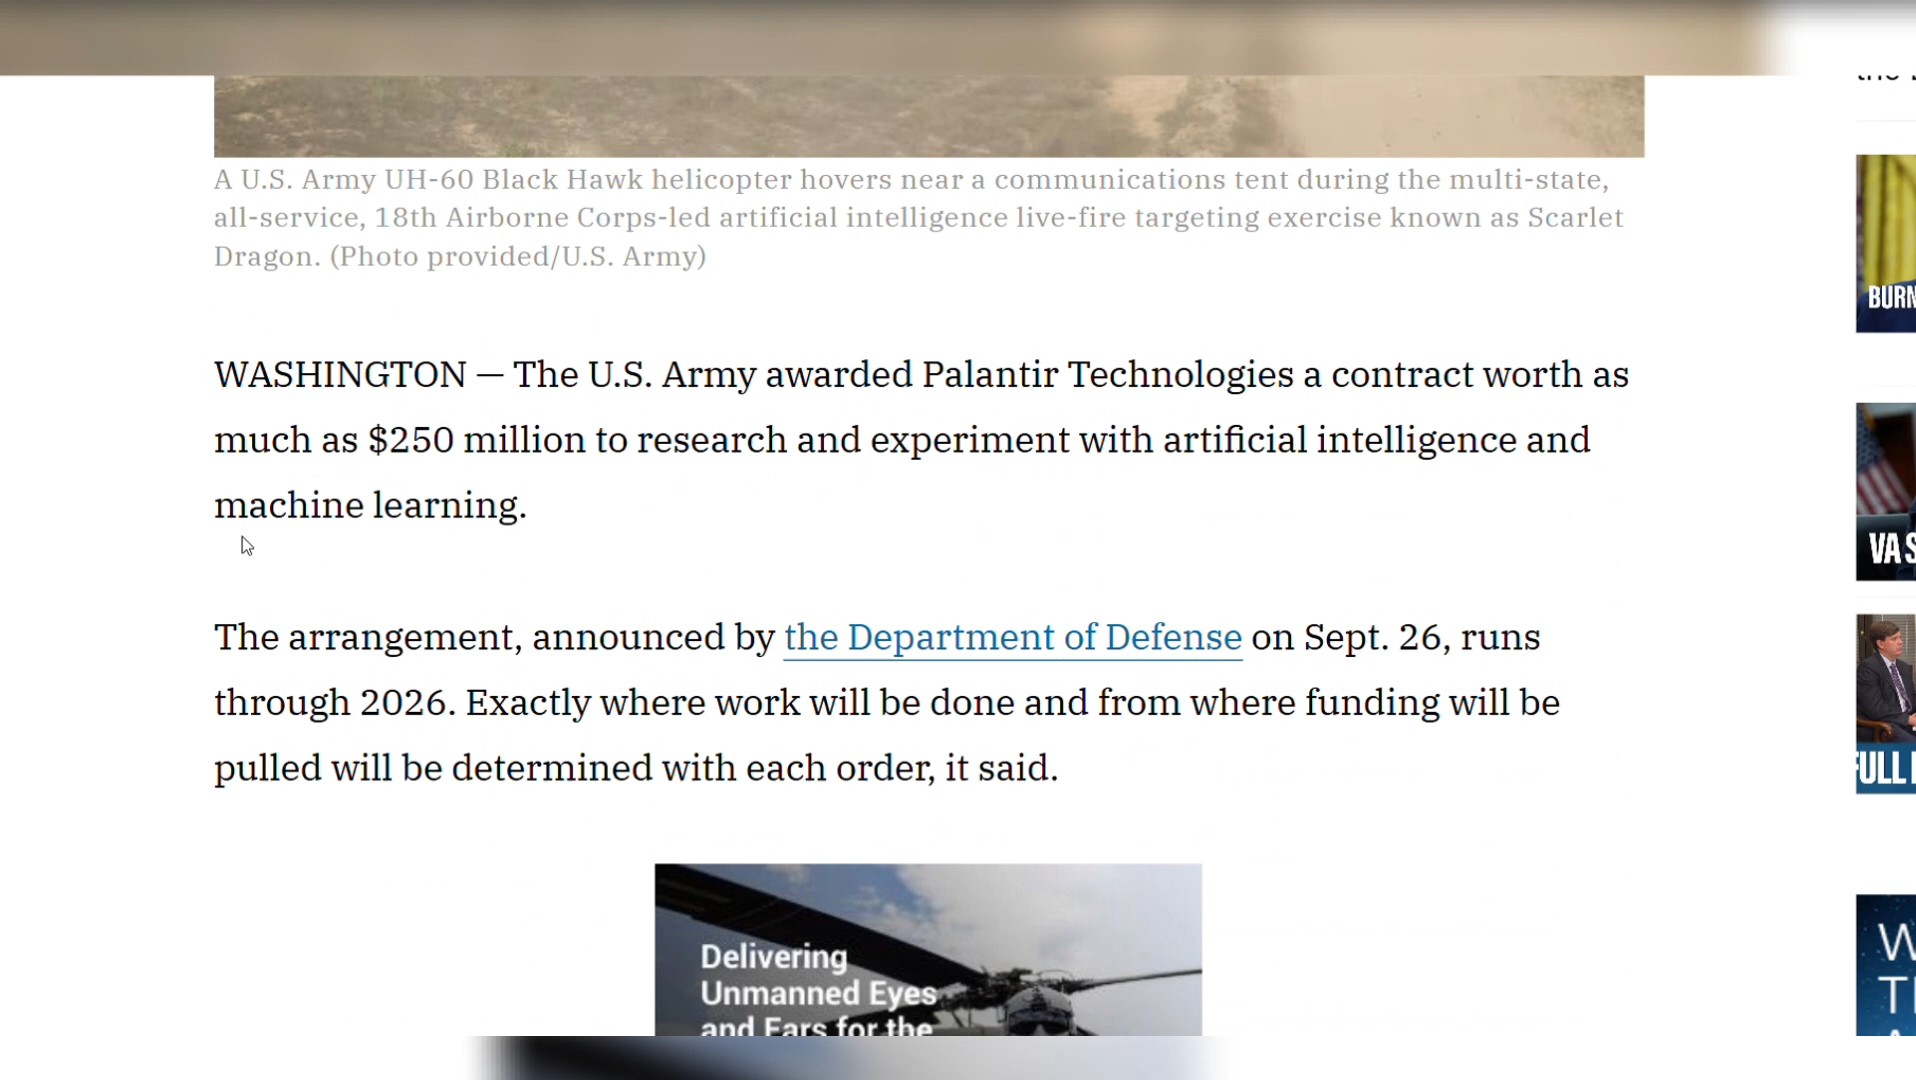 A U.S. Army UH-60 Black Hawk helicopter hovers near a communications tent during the multi-state,
all-service, 18th Airborne Corps-led artificial intelligence live-fire targeting exercise known as Scarlet
Dragon. (Photo provided/U.S. Army)
WASHINGTON — The U.S. Army awarded Palantir Technologies a contract worth as
much as $250 million to research and experiment with artificial intelligence and
machine learning.
The arrangement, announced by the Department of Defense on Sept. 26, runs
through 2026. Exactly where work will be done and from where funding will be
pulled will be determined with each order, it said.
Delivering
Unmanned Eyes
and Ears for the
VA
FULL